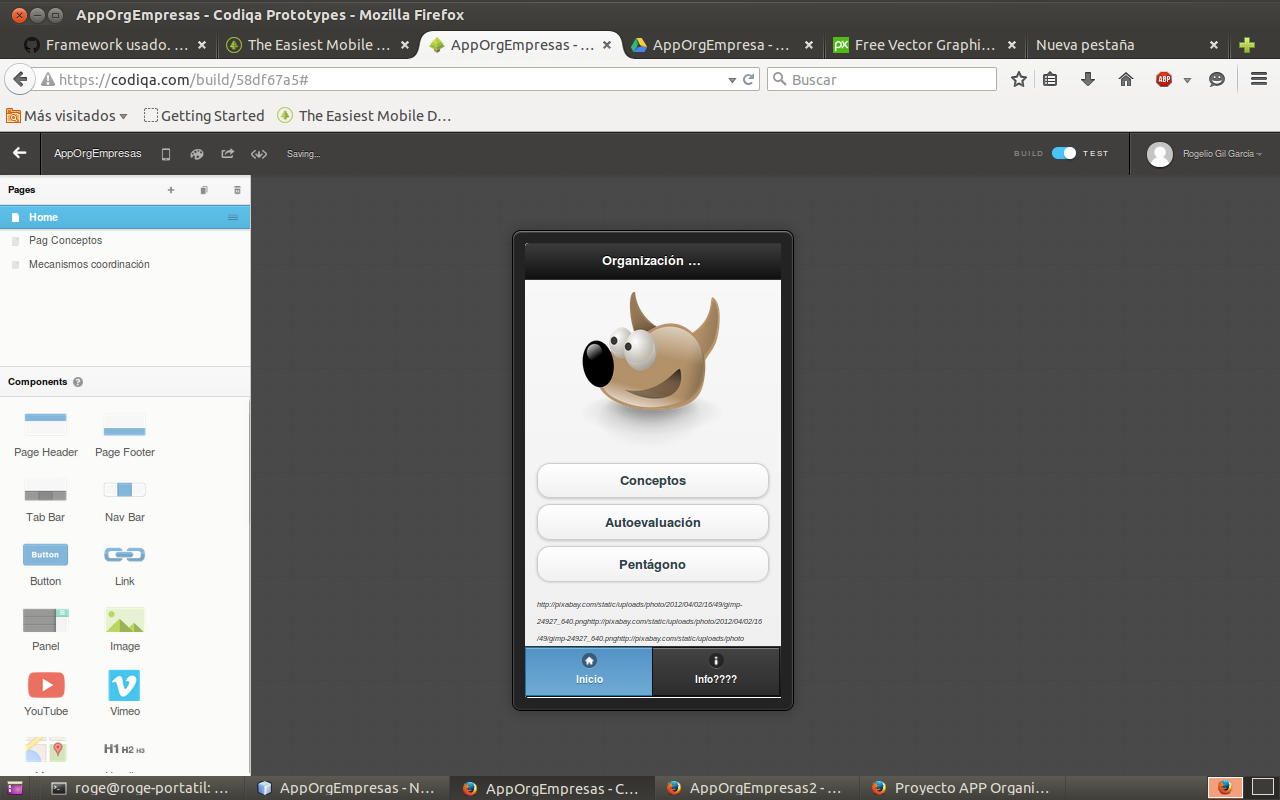 AppOrgEmpresas - Codiqa Prototypes - Mozilla Firefox
Framework usado. ... The Easiest Mobile ... AppOrgEmpresas - ... AppOrgEmpresa - ... Free Vector Graphi... Nueva pestaña
https://codiqa.com/build/58df67a5# Buscar ABP
Más visitados Getting Started The Easiest Mobile D...
AppOrgEmpresas Saving... BUILD TEST Rogelio Gil García
Pages
Home
Pag Conceptos
Mecanismos coordinación
Components ?
Page Header Page Footer
Tab Bar Nav Bar
Button
Button Link
Panel Image
YouTube Vimeo
H1 H2 H3
Organización ...
Conceptos
Autoevaluación
Pentágono
http://pixabay.com/static/uploads/photo/2012/04/02/16/49/gimp-
24927_640.pnghttp://pixabay.com/static/uploads/photo/2012/04/02/16
/49/gimp-24927_640.pnghttp://pixabay.com/static/uploads/photo
Inicio Info????
roge@roge-portatil: ... AppOrgEmpresas - N... AppOrgEmpresas - C... AppOrgEmpresas2 - ... Proyecto APP Organi...